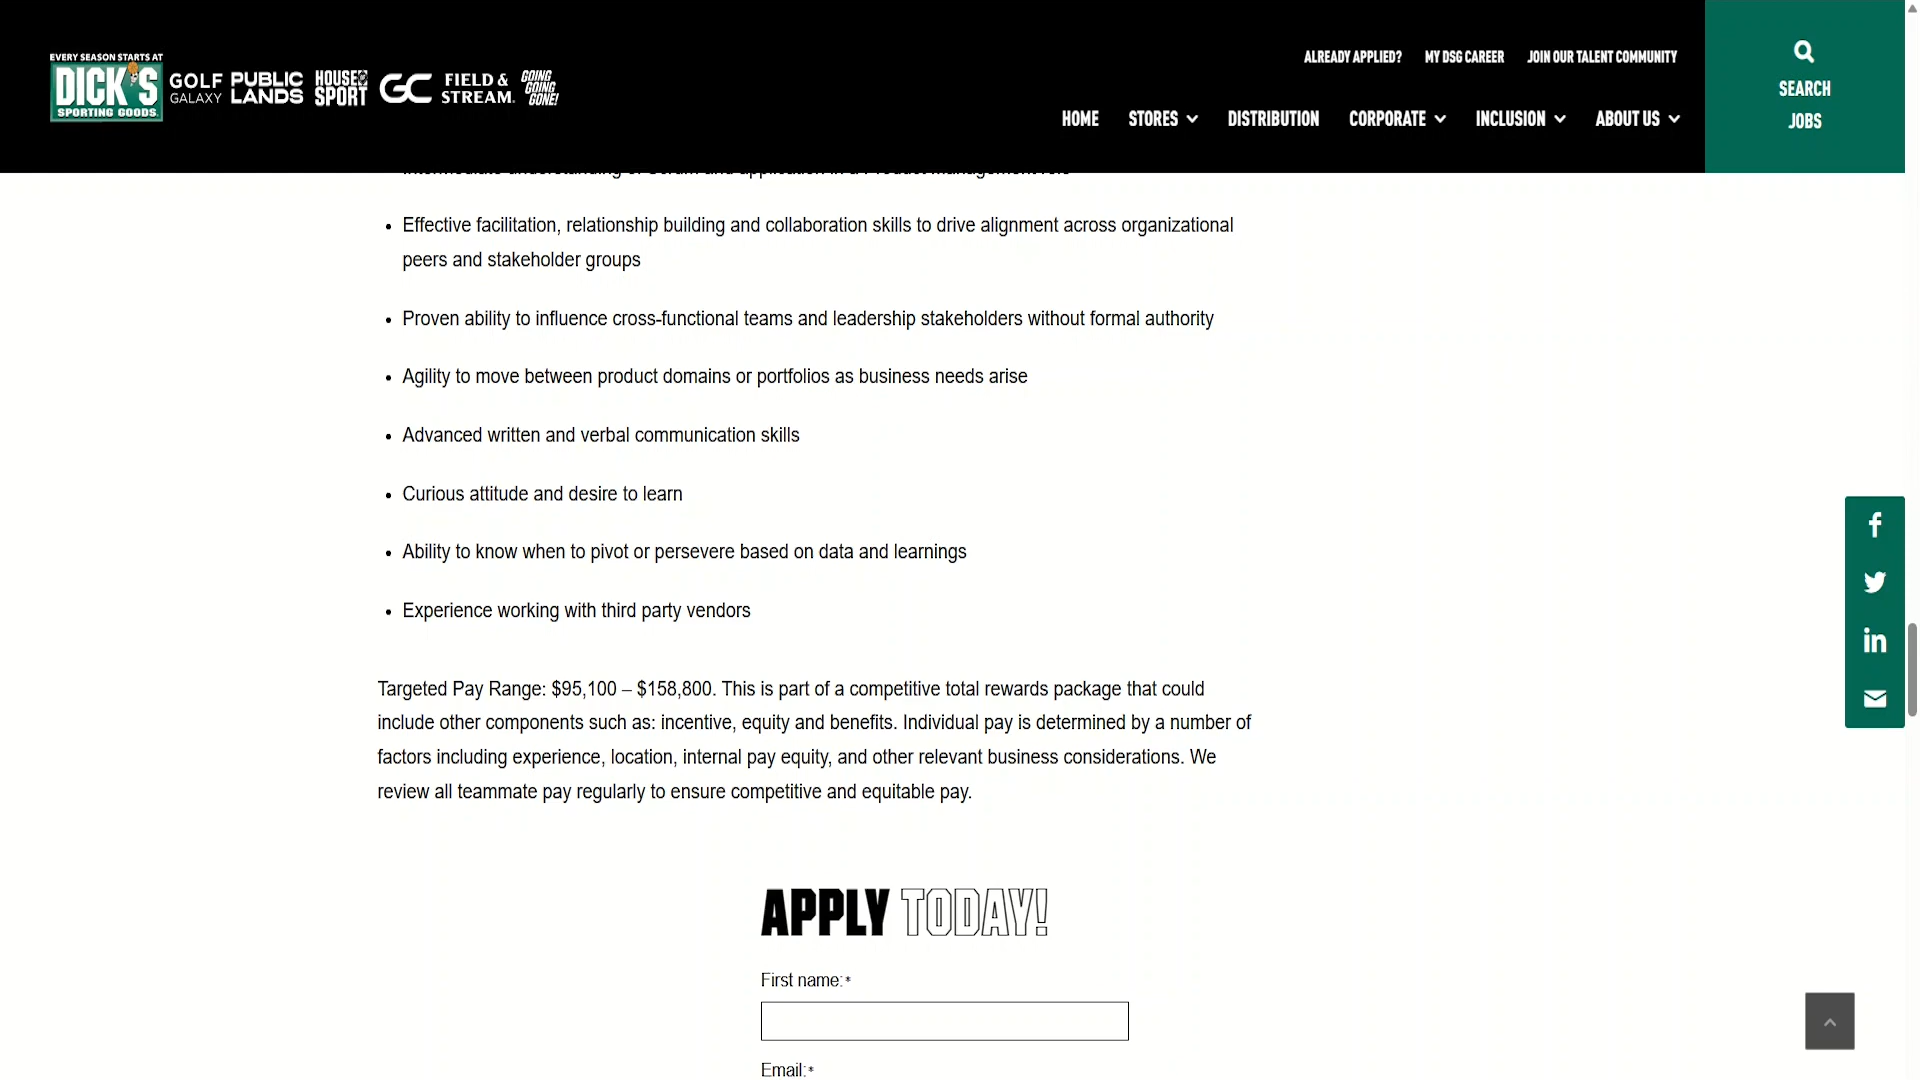 EVERY SEASON STARTS AT
DICK'S
SPORTING GOODS
GOLF
GALAXY
PUBLIC
LANDS
HOUSE OF
SPORT
GC
FIELD &
STREAM
GOING
GOING
GONE!
ALREADY APPLIED?
MY DSG CAREER
JOIN OUR TALENT COMMUNITY
HOME
STORES
DISTRIBUTION
CORPORATE
INCLUSION
ABOUT US
SEARCH
JOBS
• Effective facilitation, relationship building and collaboration skills to drive alignment across organizational
peers and stakeholder groups
• Proven ability to influence cross-functional teams and leadership stakeholders without formal authority
• Agility to move between product domains or portfolios as business needs arise
• Advanced written and verbal communication skills
• Curious attitude and desire to learn
• Ability to know when to pivot or persevere based on data and learnings
• Experience working with third party vendors
Targeted Pay Range: $95,100 – $158,800. This is part of a competitive total rewards package that could
include other components such as: incentive, equity and benefits. Individual pay is determined by a number of
factors including experience, location, internal pay equity, and other relevant business considerations. We
review all teammate pay regularly to ensure competitive and equitable pay.
APPLY TODAY!
First name:*
Email:*